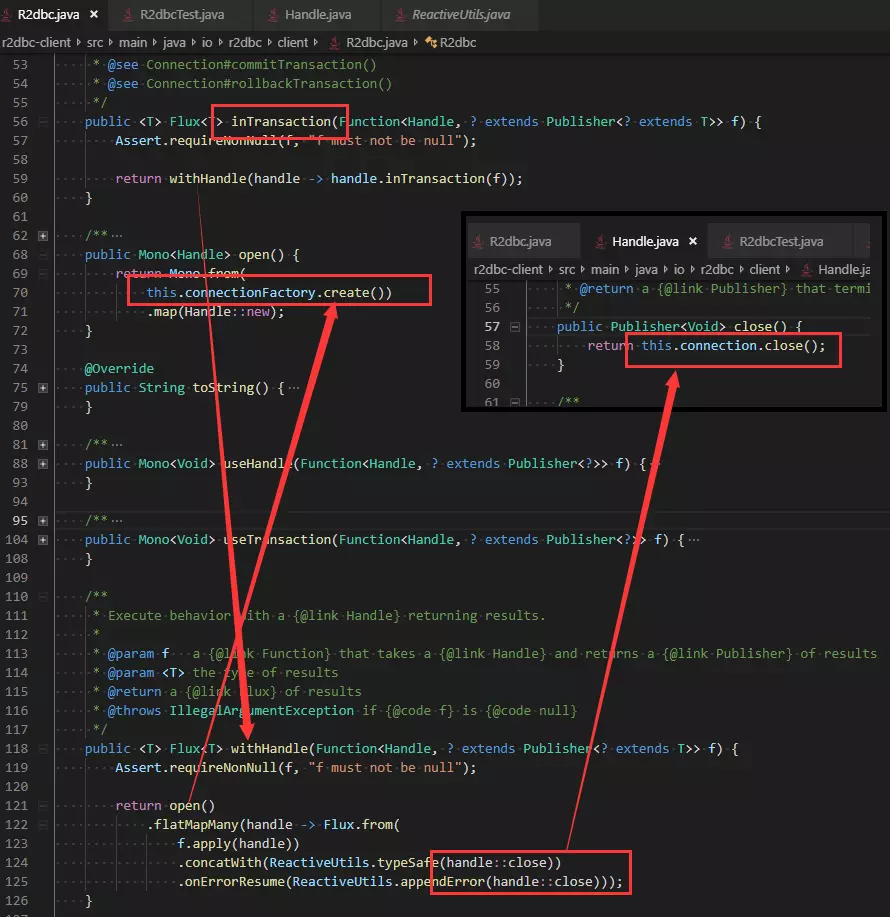 R2dbc.java × R2dbcTest.java Handle.java ReactiveUtils.java
r2dbc-client › src › main › java › io › r2dbc › client › R2dbc.java › R2dbc
53 * @see Connection#commitTransaction()
54 * @see Connection#rollbackTransaction()
55 */
56 public <T> Flux<T> inTransaction(Function<Handle, ? extends Publisher<? extends T>> f) {
57 Assert.requireNonNull(f, "f must not be null");
58
59 return withHandle(handle -> handle.inTransaction(f));
60 }
61
62 /** ···
68 public Mono<Handle> open() {
69 return Mono.from(
70 this.connectionFactory.create())
71 .map(Handle::new);
72 }
73
74 @Override
75 public String toString() { ···
79 }
80
81 /** ···
88 public Mono<Void> useHandle(Function<Handle, ? extends Publisher<?>> f) { ···
93 }
94
95 /** ···
104 public Mono<Void> useTransaction(Function<Handle, ? extends Publisher<?>> f) { ···
108 }
109
110 /**
111 * Execute behavior with a {@link Handle} returning results.
112 *
113 * @param f a {@link Function} that takes a {@link Handle} and returns a {@link Publisher} of results
114 * @param <T> the type of results
115 * @return a {@link Flux} of results
116 * @throws IllegalArgumentException if {@code f} is {@code null}
117 */
118 public <T> Flux<T> withHandle(Function<Handle, ? extends Publisher<? extends T>> f) {
119 Assert.requireNonNull(f, "f must not be null");
120
121 return open()
122 .flatMapMany(handle -> Flux.from(
123 f.apply(handle))
124 .concatWith(ReactiveUtils.typeSafe(handle::close))
125 .onErrorResume(ReactiveUtils.appendError(handle::close)));
126 }
R2dbc.java Handle.java × R2dbcTest.java
r2dbc-client › src › main › java › io › r2dbc › client › Handle.ja
55 * @return a {@link Publisher} that termi
56 */
57 public Publisher<Void> close() {
58 return this.connection.close();
59 }
60
61 /**